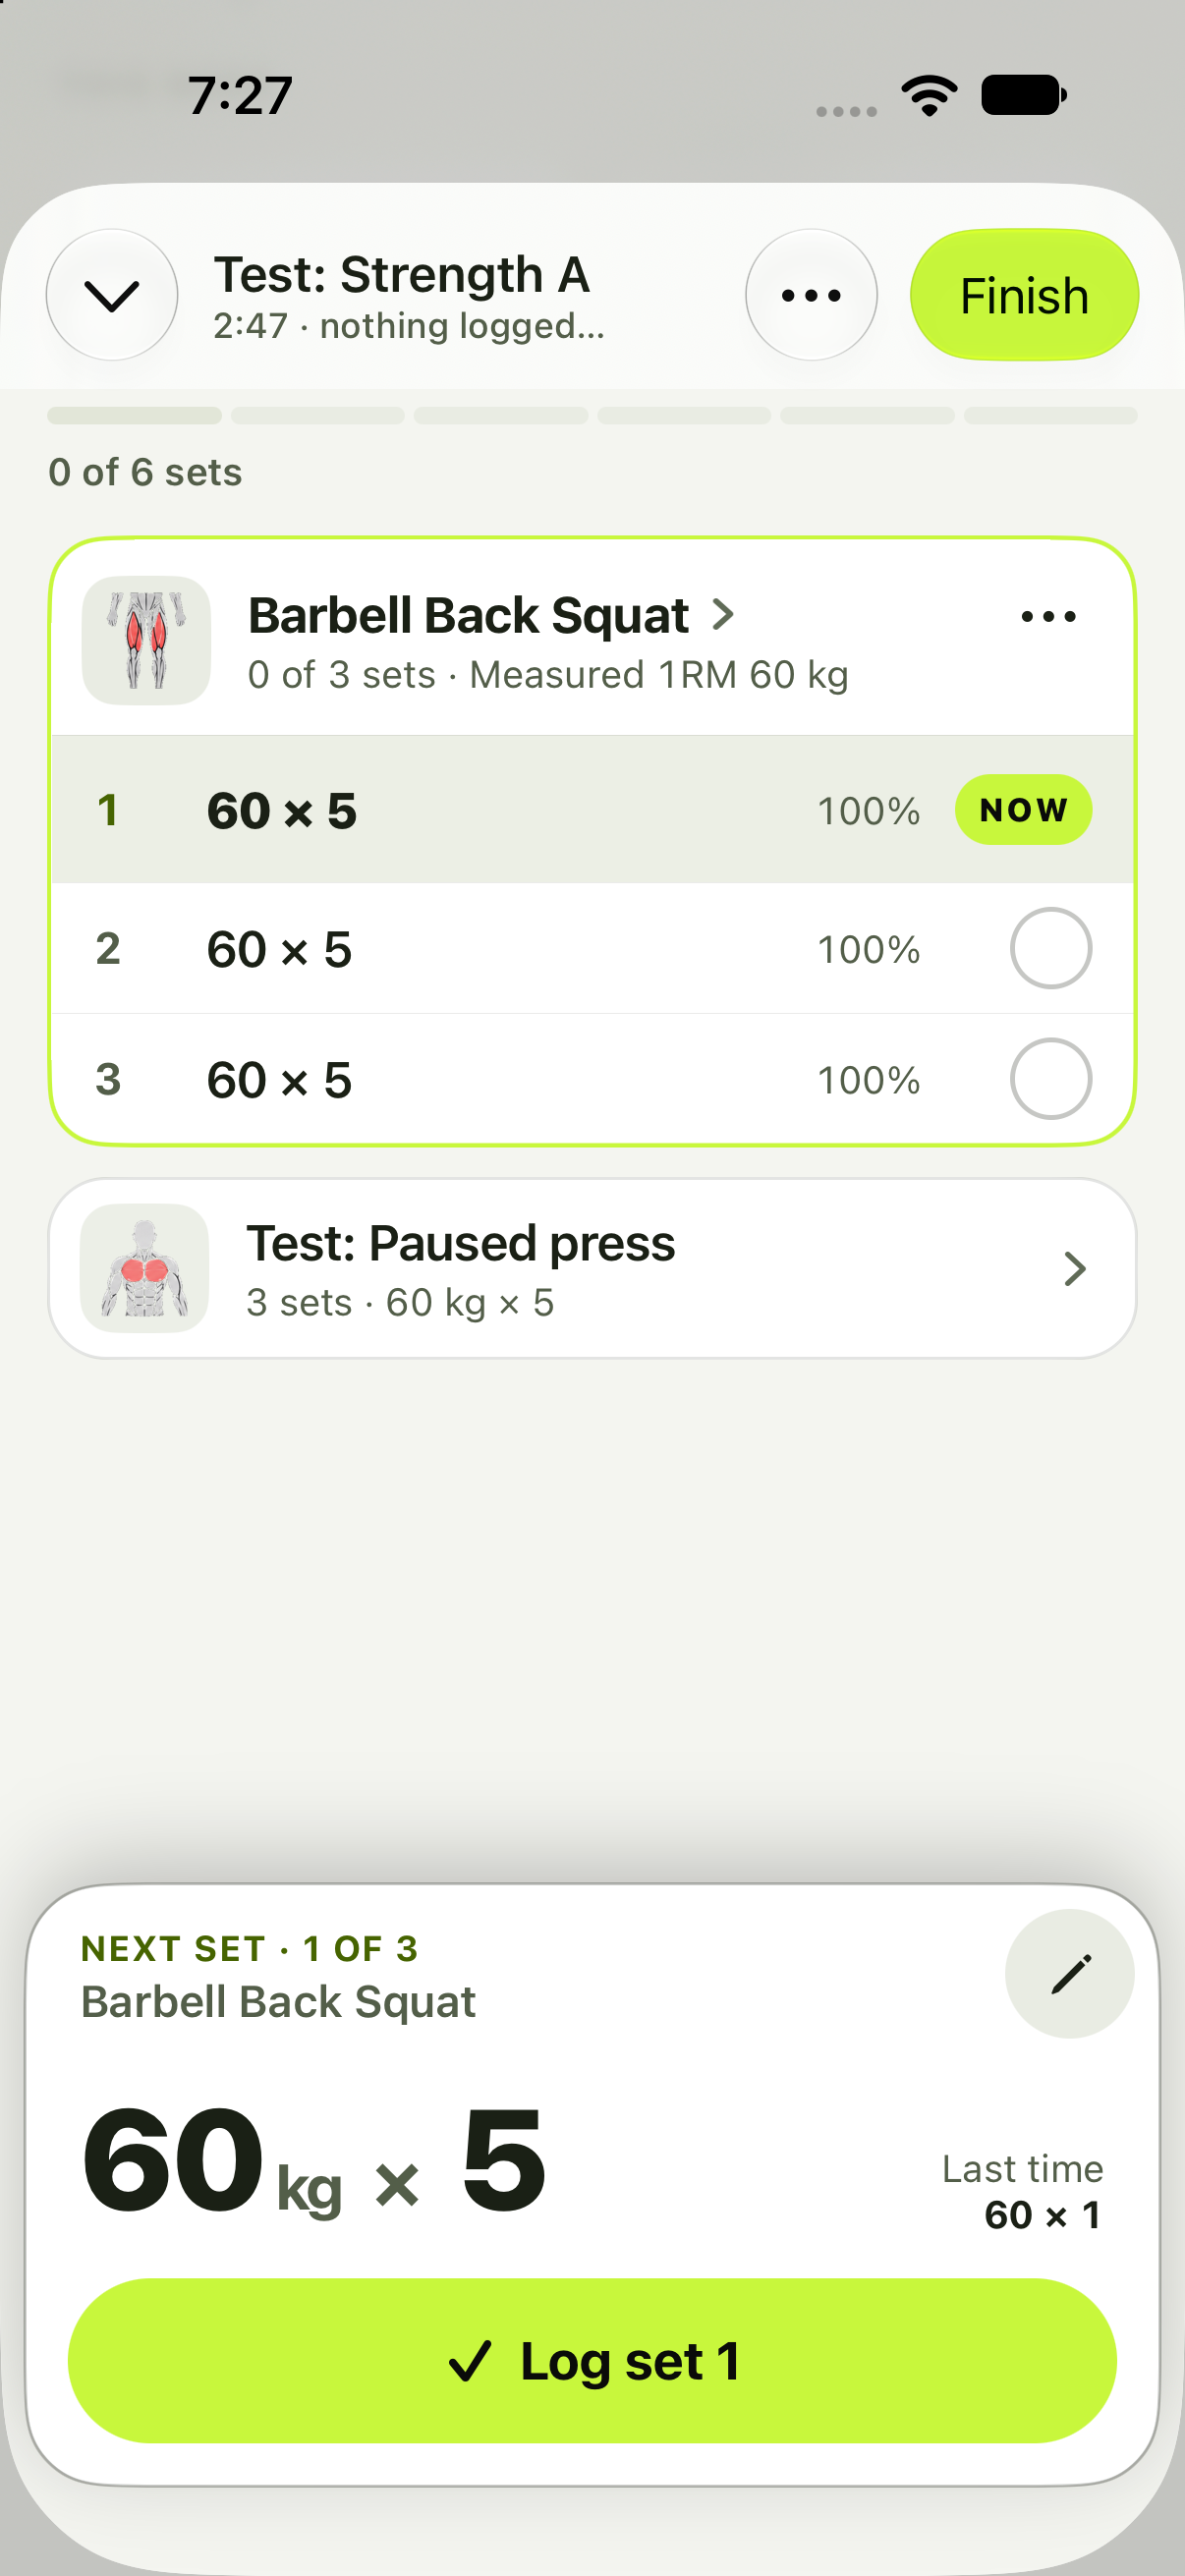 7:27
Test: Strength A
2:47 · nothing logged...
Finish
0 of 6 sets
Barbell Back Squat
0 of 3 sets · Measured 1RM 60 kg
1 60 × 5 100% NOW
2 60 × 5 100%
3 60 × 5 100%
Test: Paused press
3 sets · 60 kg × 5
NEXT SET · 1 OF 3
Barbell Back Squat
60 kg × 5
Last time
60 × 1
Log set 1